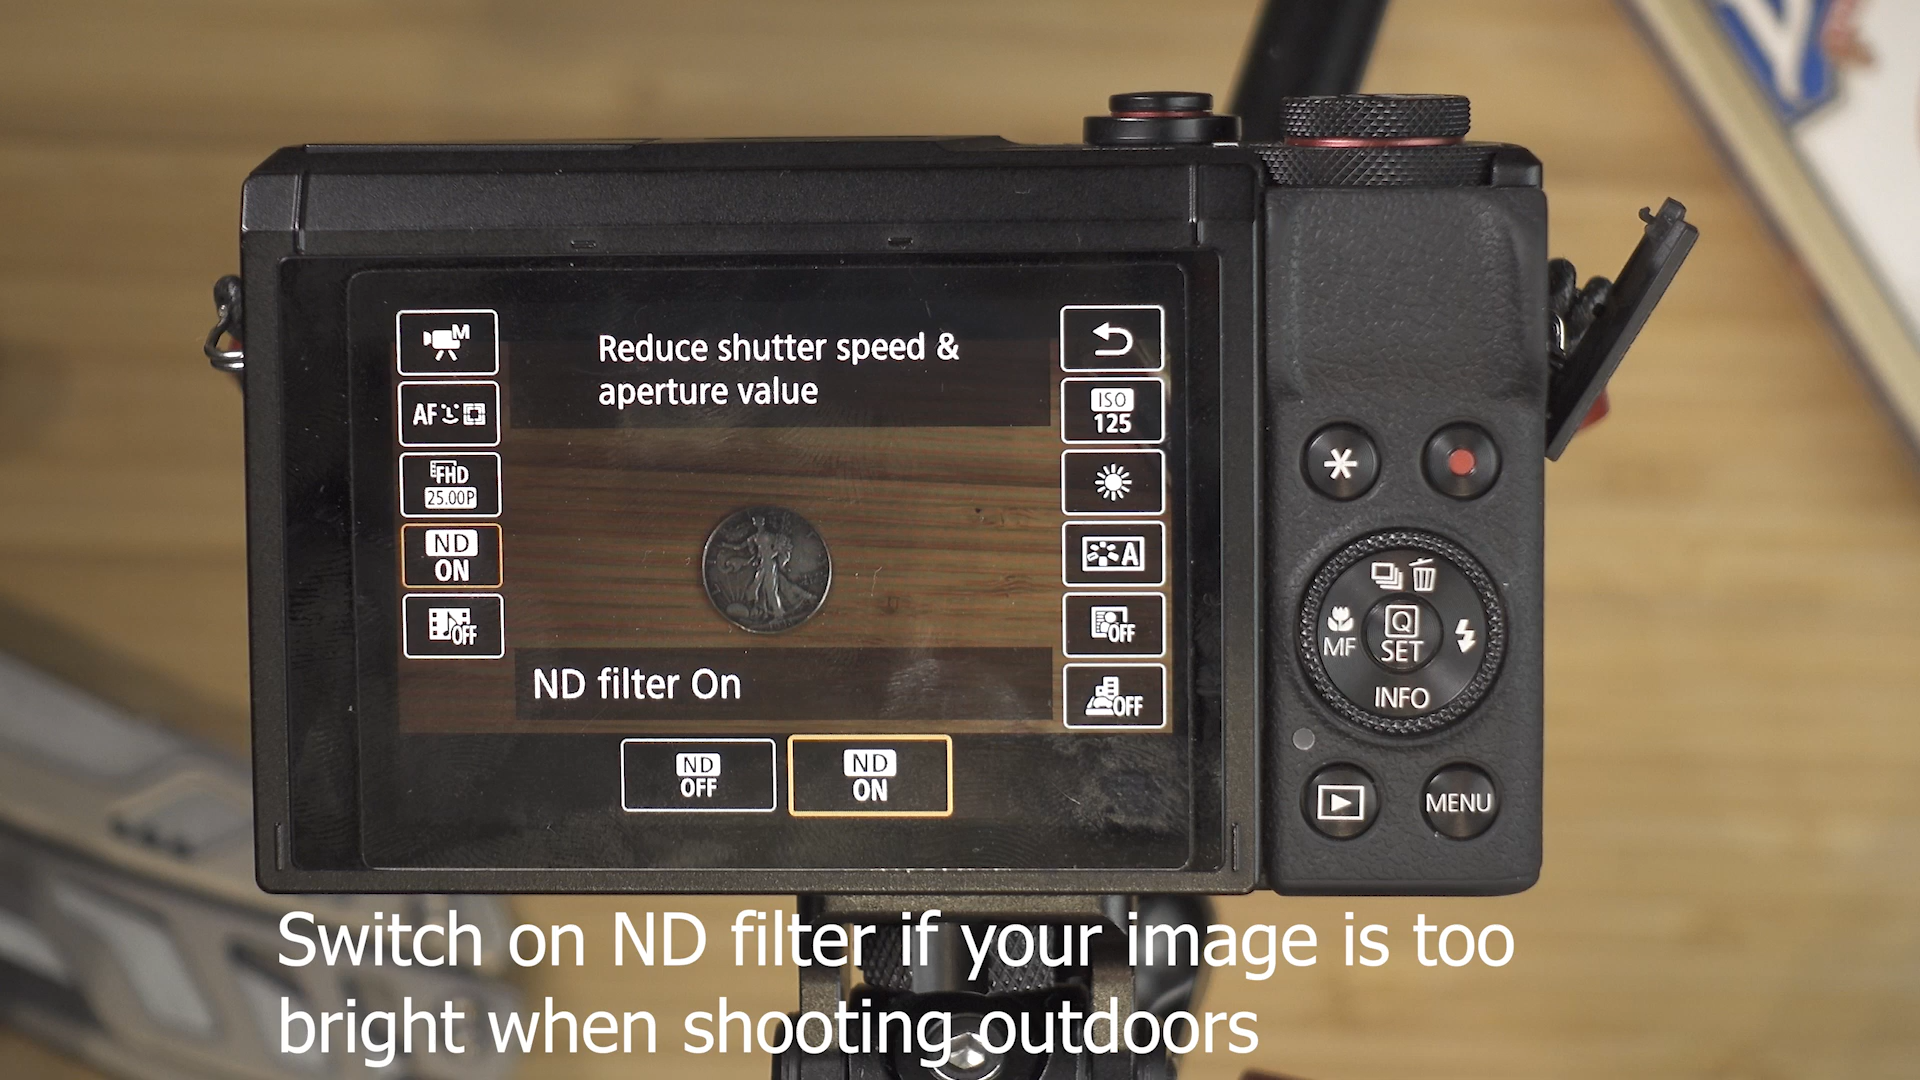 M
Reduce shutter speed &
aperture value
AF
ISO
125
FHD
25.00P
ND
ON
A
OFF
OFF
OFF
ND filter On
ND
OFF
ND
ON
MF
Q
SET
INFO
MENU
Switch on ND filter if your image is too
bright when shooting outdoors